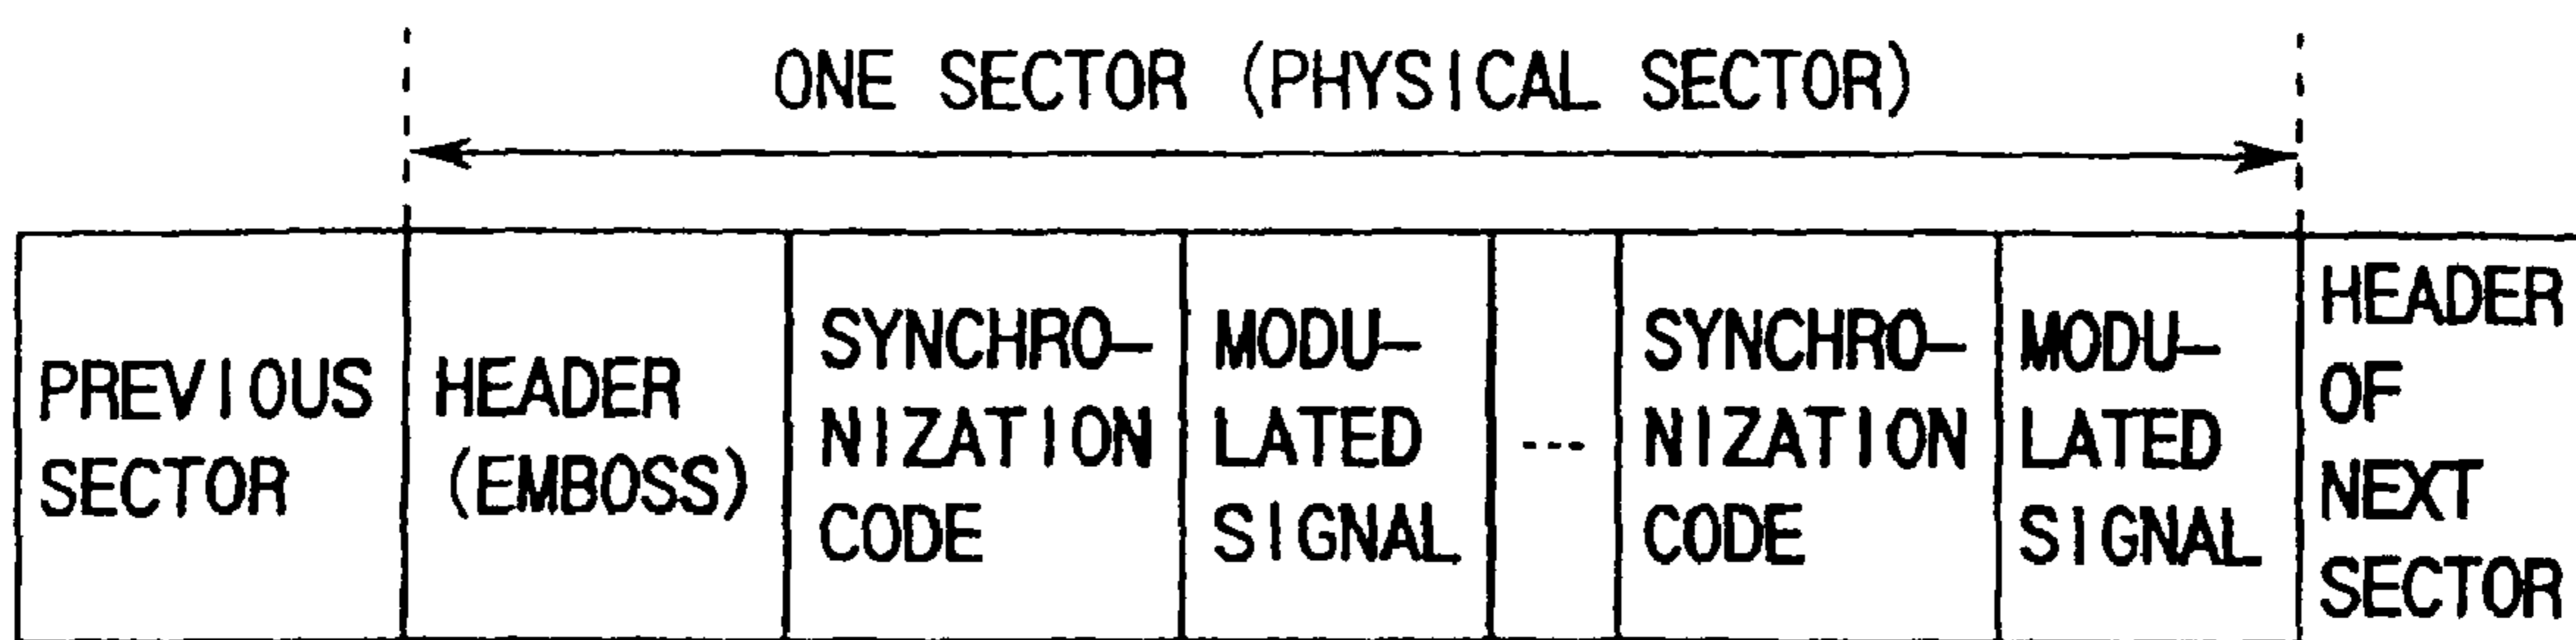 ONE SECTOR (PHYSICAL SECTOR)
PREVIOUS
SECTOR
HEADER
(EMBOSS)
SYNCHRO-
NIZATION
CODE
MODU-
LATED
SIGNAL
---
SYNCHRO-
NIZATION
CODE
MODU-
LATED
SIGNAL
HEADER
OF
NEXT
SECTOR